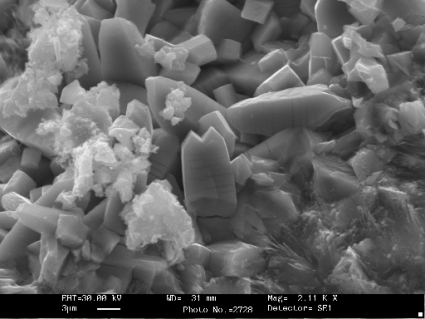 EHT=30.00 kV WD= 31 mm Mag= 2.11 K X
3µm Photo No.=2728 Detector= SE1